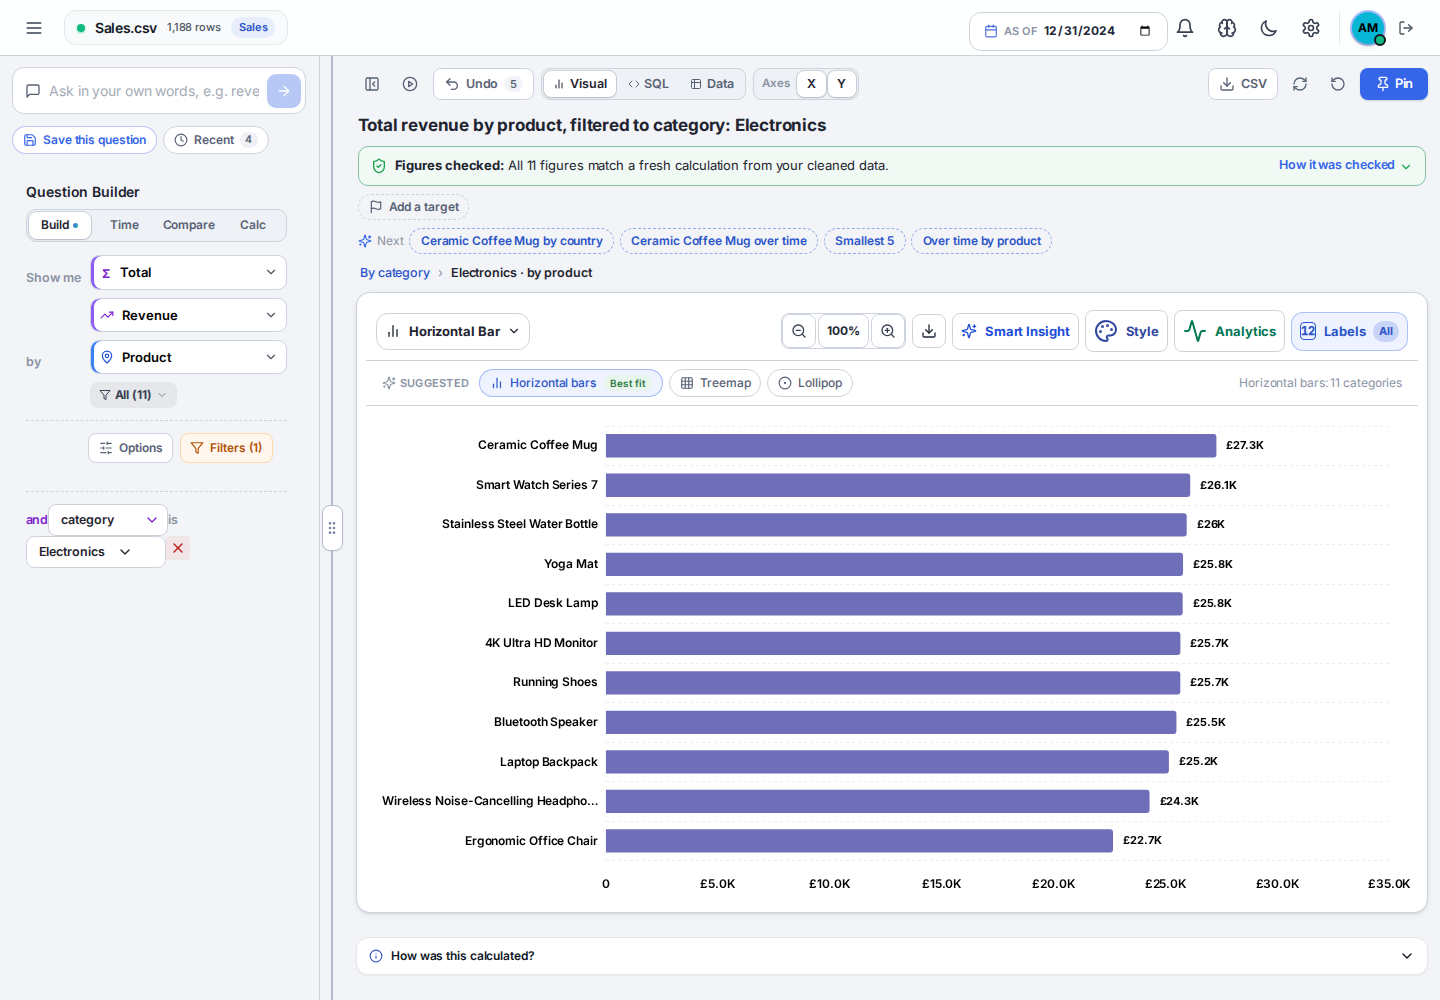 Sales.csv 1,188 rows Sales
AS OF 12/31/2024
AM
Ask in your own words, e.g. reve
Save this question Recent 4
Question Builder
Build Time Compare Calc
Show me Σ Total
Revenue
by Product
All (11)
Options Filters (1)
and category is
Electronics
Undo 5 Visual SQL Data Axes X Y CSV Pin
Total revenue by product, filtered to category: Electronics
Figures checked: All 11 figures match a fresh calculation from your cleaned data. How it was checked
Add a target
Next Ceramic Coffee Mug by country Ceramic Coffee Mug over time Smallest 5 Over time by product
By category › Electronics · by product
Horizontal Bar 100% Smart Insight Style Analytics 12 Labels All
SUGGESTED Horizontal bars Best fit Treemap Lollipop Horizontal bars: 11 categories
Ceramic Coffee Mug £27.3K
Smart Watch Series 7 £26.1K
Stainless Steel Water Bottle £26K
Yoga Mat £25.8K
LED Desk Lamp £25.8K
4K Ultra HD Monitor £25.7K
Running Shoes £25.7K
Bluetooth Speaker £25.5K
Laptop Backpack £25.2K
Wireless Noise-Cancelling Headpho... £24.3K
Ergonomic Office Chair £22.7K
0 £5.0K £10.0K £15.0K £20.0K £25.0K £30.0K £35.0K
How was this calculated?